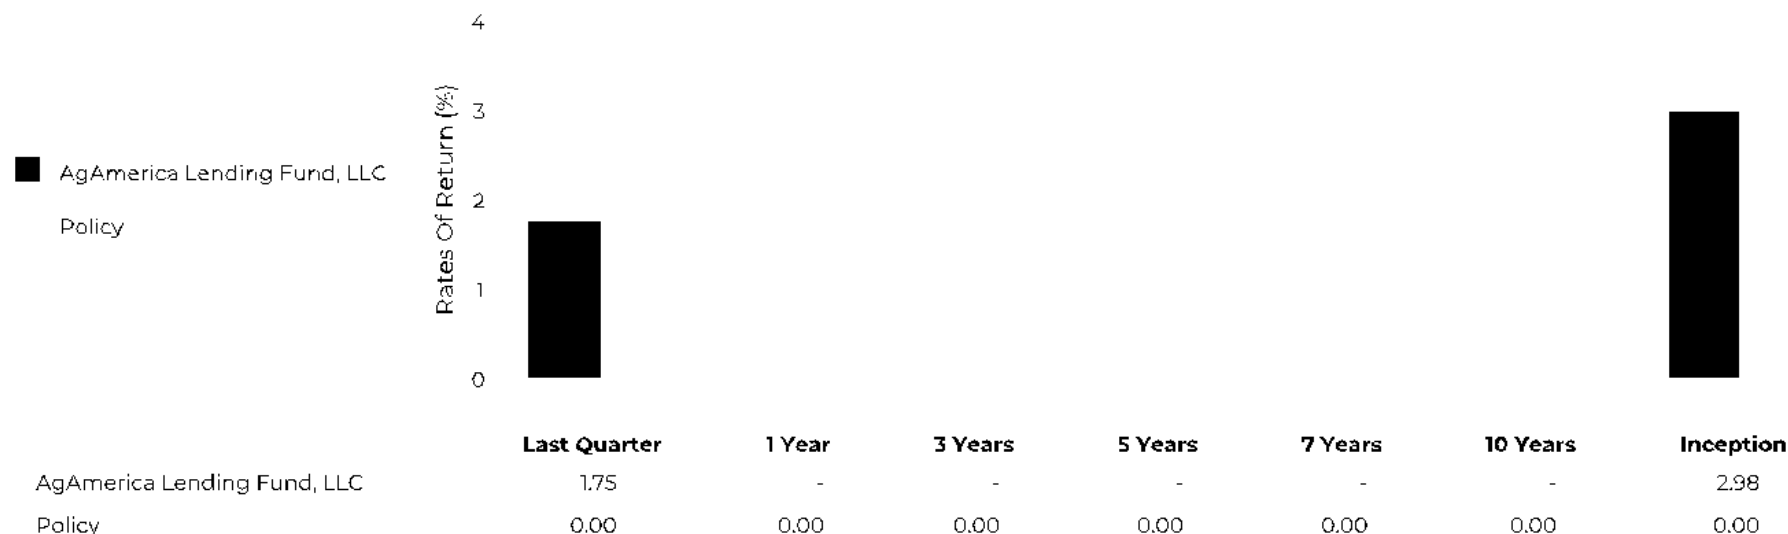 4
3
2
1
0
Rates Of Return (%)
AgAmerica Lending Fund, LLC
Policy
Last Quarter 1 Year 3 Years 5 Years 7 Years 10 Years Inception
AgAmerica Lending Fund, LLC 1.75 - - - - - 2.98
Policy 0.00 0.00 0.00 0.00 0.00 0.00 0.00